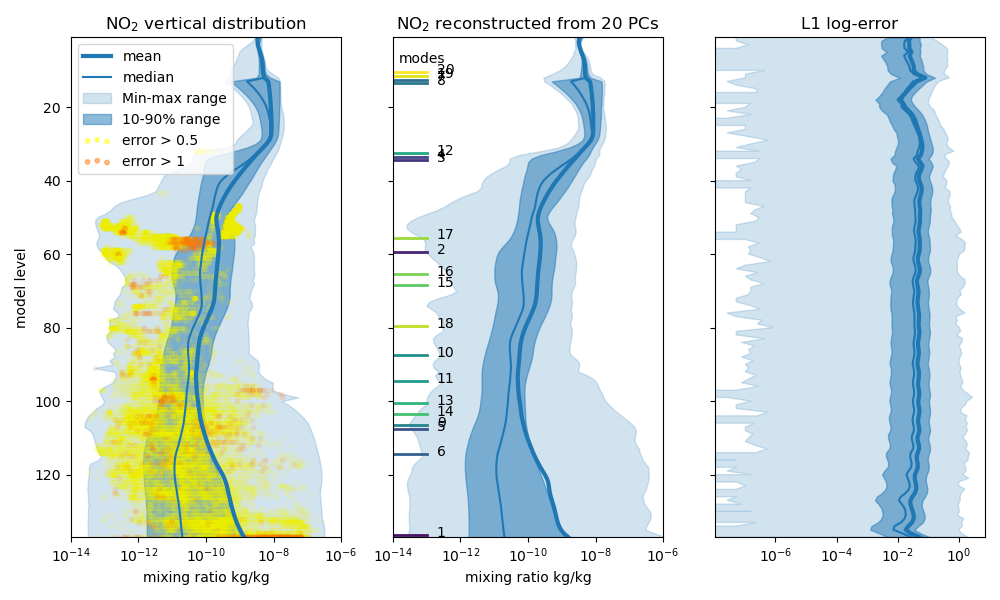 NO₂ vertical distribution
mean
median
Min-max range
10-90% range
error > 0.5
error > 1
model level
20
40
60
80
100
120
10⁻¹⁴ 10⁻¹² 10⁻¹⁰ 10⁻⁸ 10⁻⁶
mixing ratio kg/kg
NO₂ reconstructed from 20 PCs
modes
20
19
8
12
3
17
2
16
15
18
10
11
13
14
5
6
1
10⁻¹⁴ 10⁻¹² 10⁻¹⁰ 10⁻⁸ 10⁻⁶
mixing ratio kg/kg
L1 log-error
10⁻⁶ 10⁻⁴ 10⁻² 10⁰